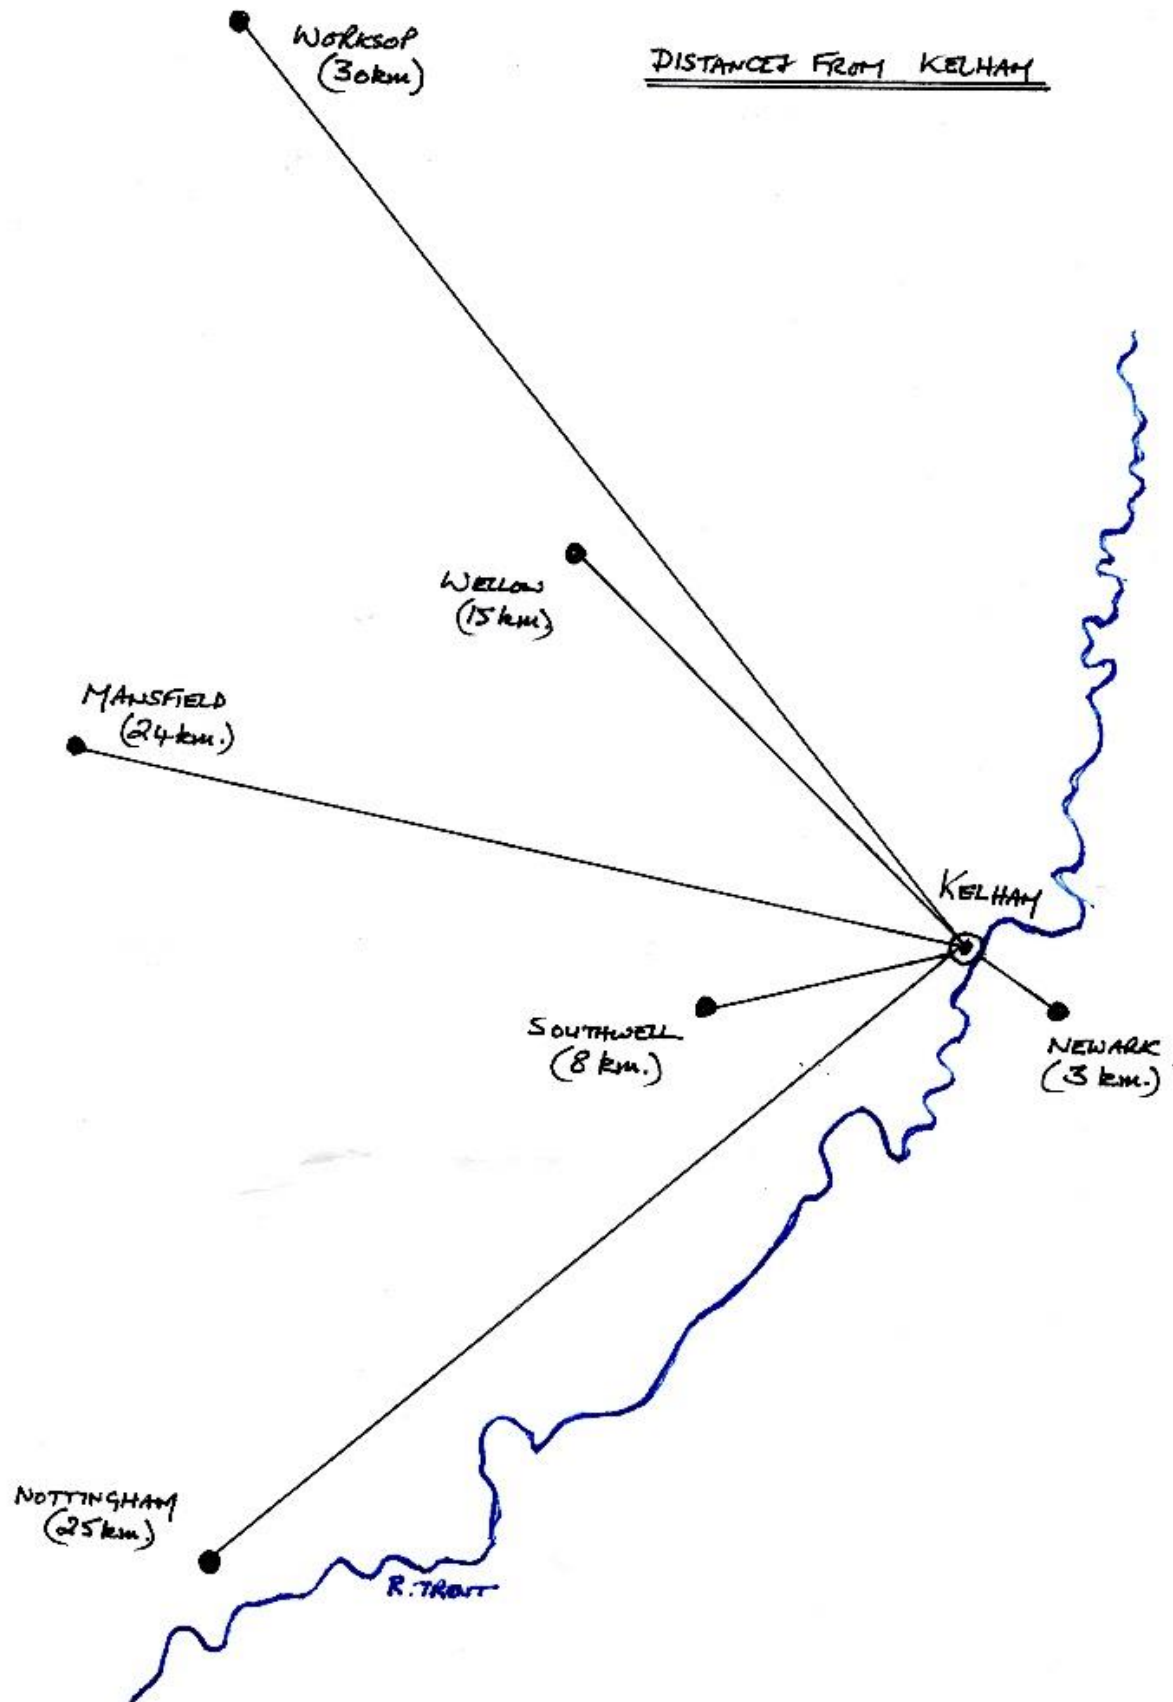 WORKSOP
(30km)
DISTANCES FROM KELHAM
WELLOW
(15km)
MANSFIELD
(24km.)
KELHAM
SOUTHWELL
(8 km.)
NEWARK
(3 km.)
NOTTINGHAM
(25km.)
R. TRENT